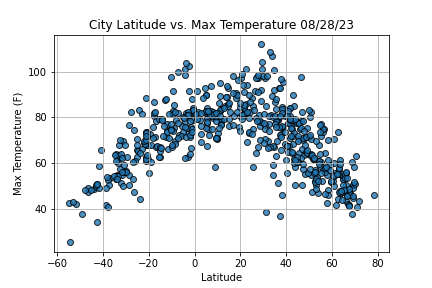 City Latitude vs. Max Temperature 08/28/23
100
80
60
40
Max Temperature (F)
−60 −40 −20 0 20 40 60 80
Latitude